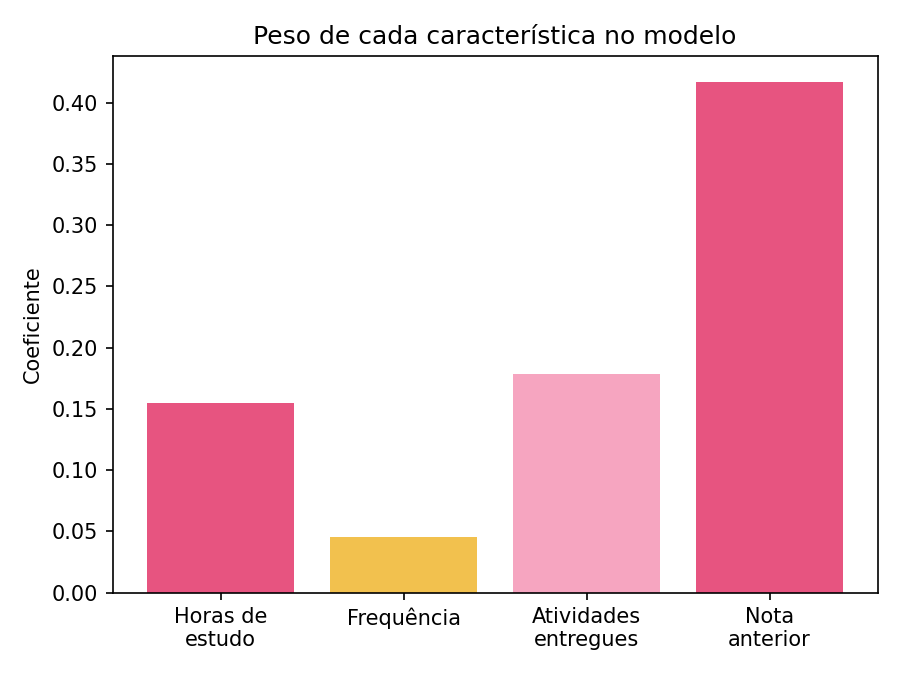 Peso de cada característica no modelo
Coeficiente
0.40
0.35
0.30
0.25
0.20
0.15
0.10
0.05
0.00
Horas de
estudo
Frequência
Atividades
entregues
Nota
anterior